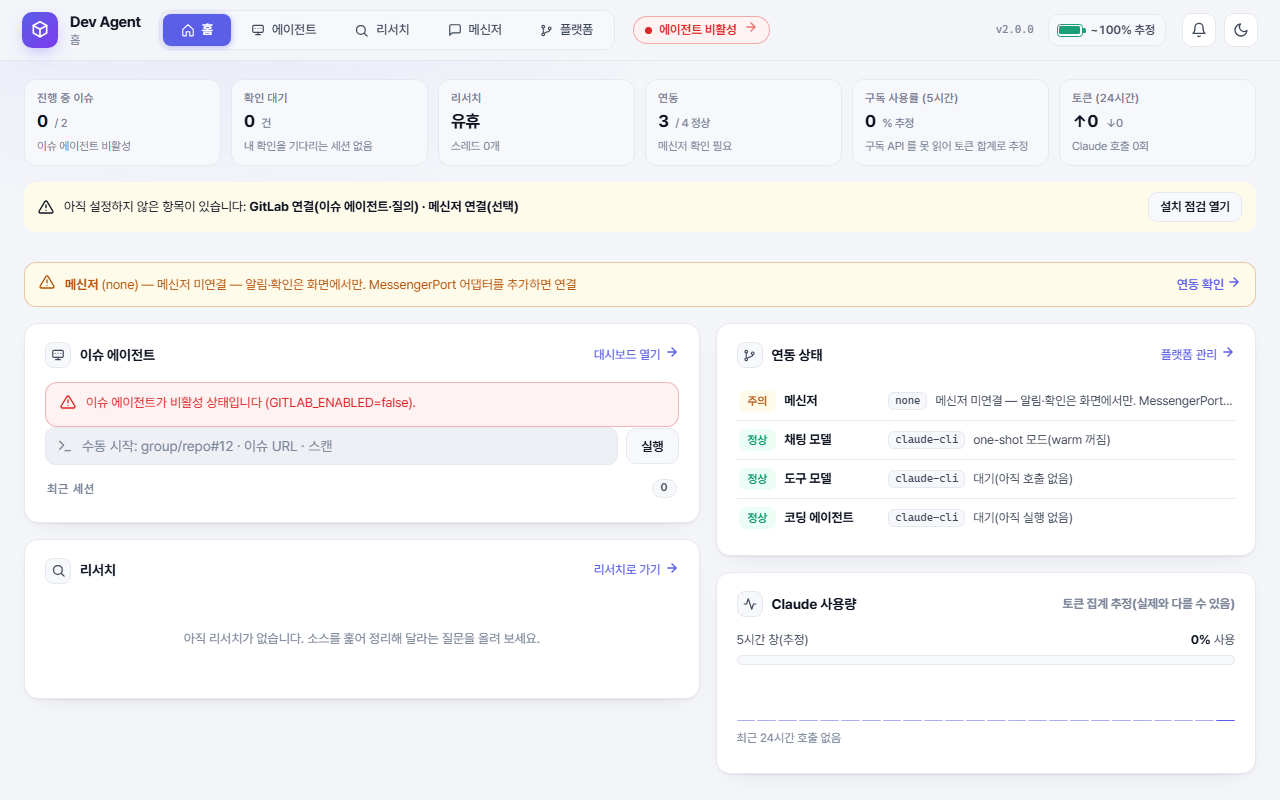 Dev Agent
홈
홈
에이전트
리서치
메신저
플랫폼
에이전트 비활성
v2.0.0
~100% 추정
진행 중 이슈
0 / 2
이슈 에이전트 비활성
확인 대기
0 건
내 확인을 기다리는 세션 없음
리서치
유휴
스레드 0개
연동
3 / 4 정상
메신저 확인 필요
구독 사용률 (5시간)
0 % 추정
구독 API 를 못 읽어 토큰 합계로 추정
토큰 (24시간)
↑0 ↓0
Claude 호출 0회
아직 설정하지 않은 항목이 있습니다: GitLab 연결(이슈 에이전트·질의) · 메신저 연결(선택)
설치 점검 열기
메신저 (none) — 메신저 미연결 — 알림·확인은 화면에서만. MessengerPort 어댑터를 추가하면 연결
연동 확인
이슈 에이전트
대시보드 열기
이슈 에이전트가 비활성 상태입니다 (GITLAB_ENABLED=false).
수동 시작: group/repo#12 · 이슈 URL · 스캔
실행
최근 세션
0
리서치
리서치로 가기
아직 리서치가 없습니다. 소스를 훑어 정리해 달라는 질문을 올려 보세요.
연동 상태
플랫폼 관리
주의 메신저 none 메신저 미연결 — 알림·확인은 화면에서만. MessengerPort…
정상 채팅 모델 claude-cli one-shot 모드(warm 꺼짐)
정상 도구 모델 claude-cli 대기(아직 호출 없음)
정상 코딩 에이전트 claude-cli 대기(아직 실행 없음)
Claude 사용량
토큰 집계 추정(실제와 다를 수 있음)
5시간 창(추정)
0% 사용
최근 24시간 호출 없음